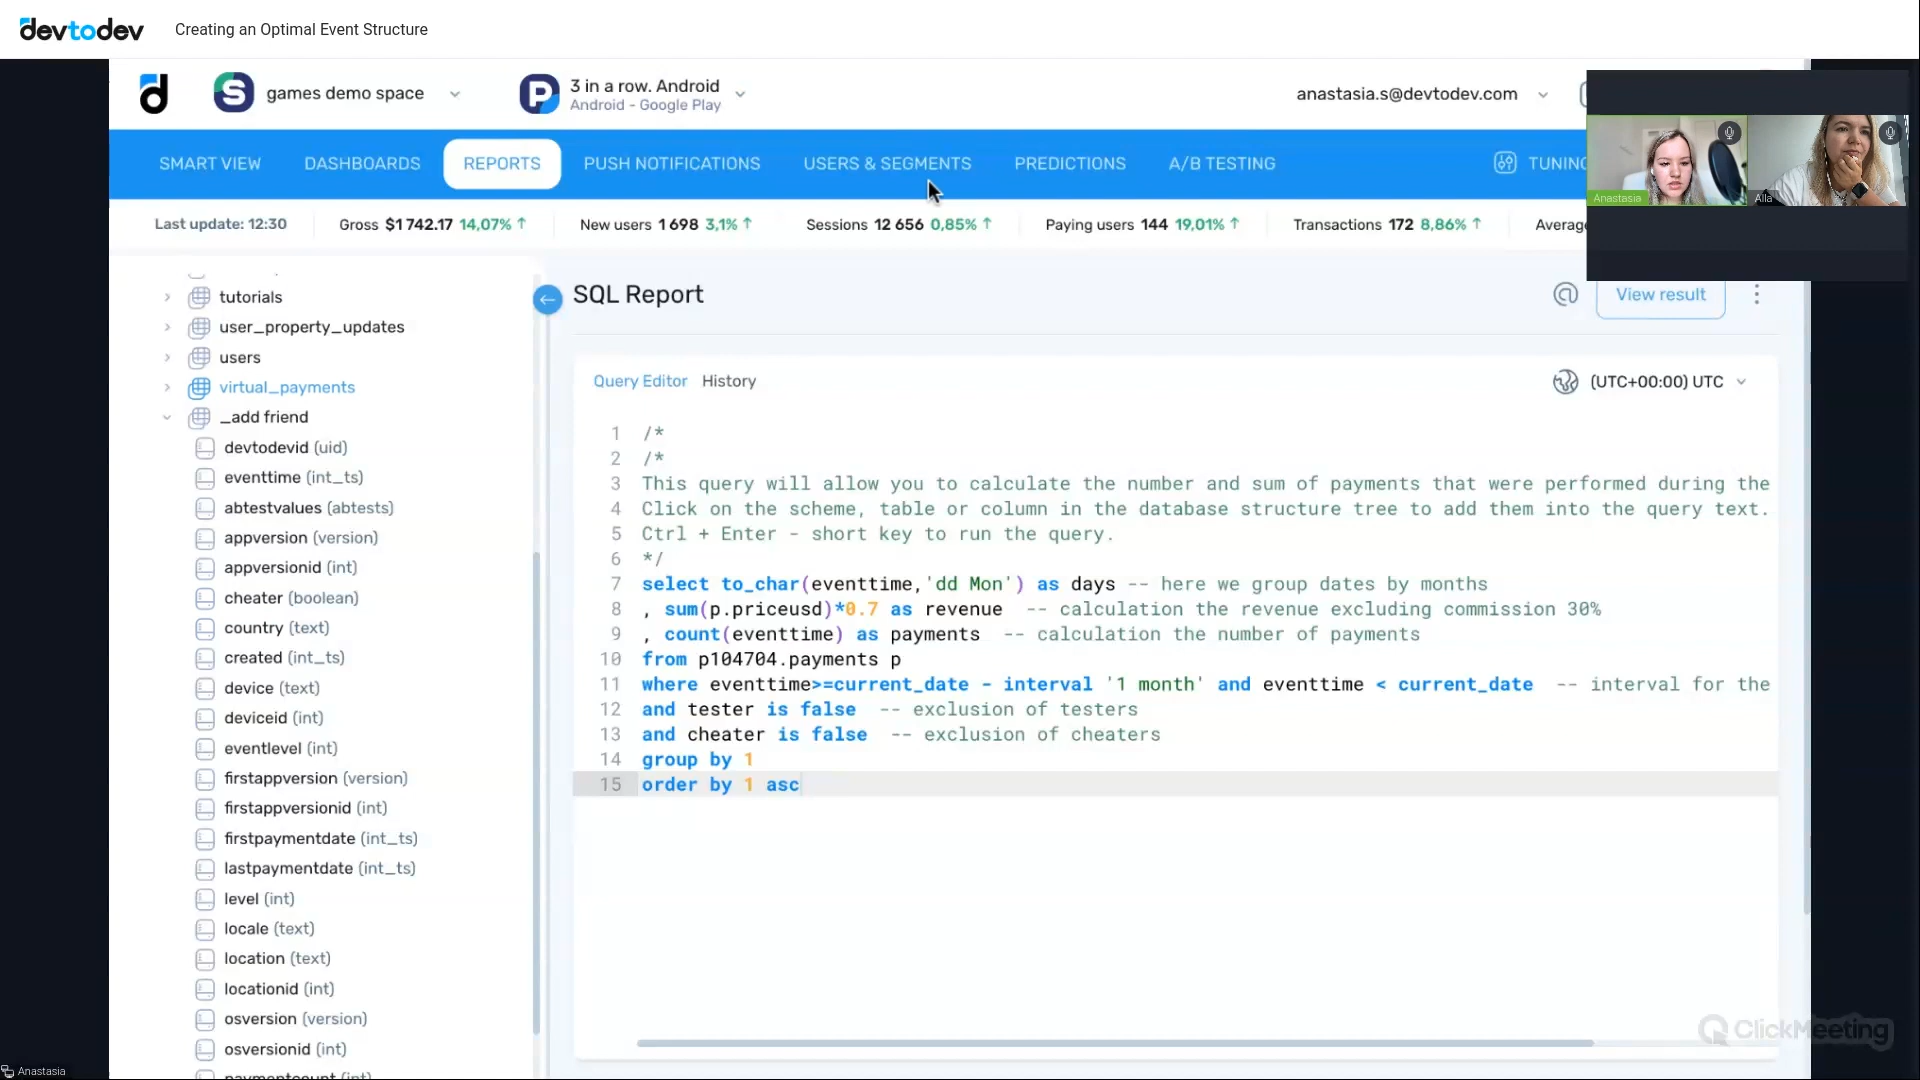 devtodev Creating an Optimal Event Structure
games demo space
3 in a row. Android
Android - Google Play
anastasia.s@devtodev.com
SMART VIEW DASHBOARDS REPORTS PUSH NOTIFICATIONS USERS & SEGMENTS PREDICTIONS A/B TESTING TUNING
Anastasia
Alla
Last update: 12:30 Gross $1 742.17 14,07% ↑ New users 1 698 3,1% ↑ Sessions 12 656 0,85% ↑ Paying users 144 19,01% ↑ Transactions 172 8,86% ↑ Average
tutorials
user_property_updates
users
virtual_payments
_add friend
devtodevid (uid)
eventtime (int_ts)
abtestvalues (abtests)
appversion (version)
appversionid (int)
cheater (boolean)
country (text)
created (int_ts)
device (text)
deviceid (int)
eventlevel (int)
firstappversion (version)
firstappversionid (int)
firstpaymentdate (int_ts)
lastpaymentdate (int_ts)
level (int)
locale (text)
location (text)
locationid (int)
osversion (version)
osversionid (int)
SQL Report
View result
Query Editor History
(UTC+00:00) UTC
1 /*
2 /*
3 This query will allow you to calculate the number and sum of payments that were performed during the
4 Click on the scheme, table or column in the database structure tree to add them into the query text.
5 Ctrl + Enter - short key to run the query.
6 */
7 select to_char(eventtime,'dd Mon') as days -- here we group dates by months
8 , sum(p.priceusd)*0.7 as revenue -- calculation the revenue excluding commission 30%
9 , count(eventtime) as payments -- calculation the number of payments
10 from p104704.payments p
11 where eventtime>=current_date - interval '1 month' and eventtime < current_date -- interval for the
12 and tester is false -- exclusion of testers
13 and cheater is false -- exclusion of cheaters
14 group by 1
15 order by 1 asc
ClickMeeting
Anastasia